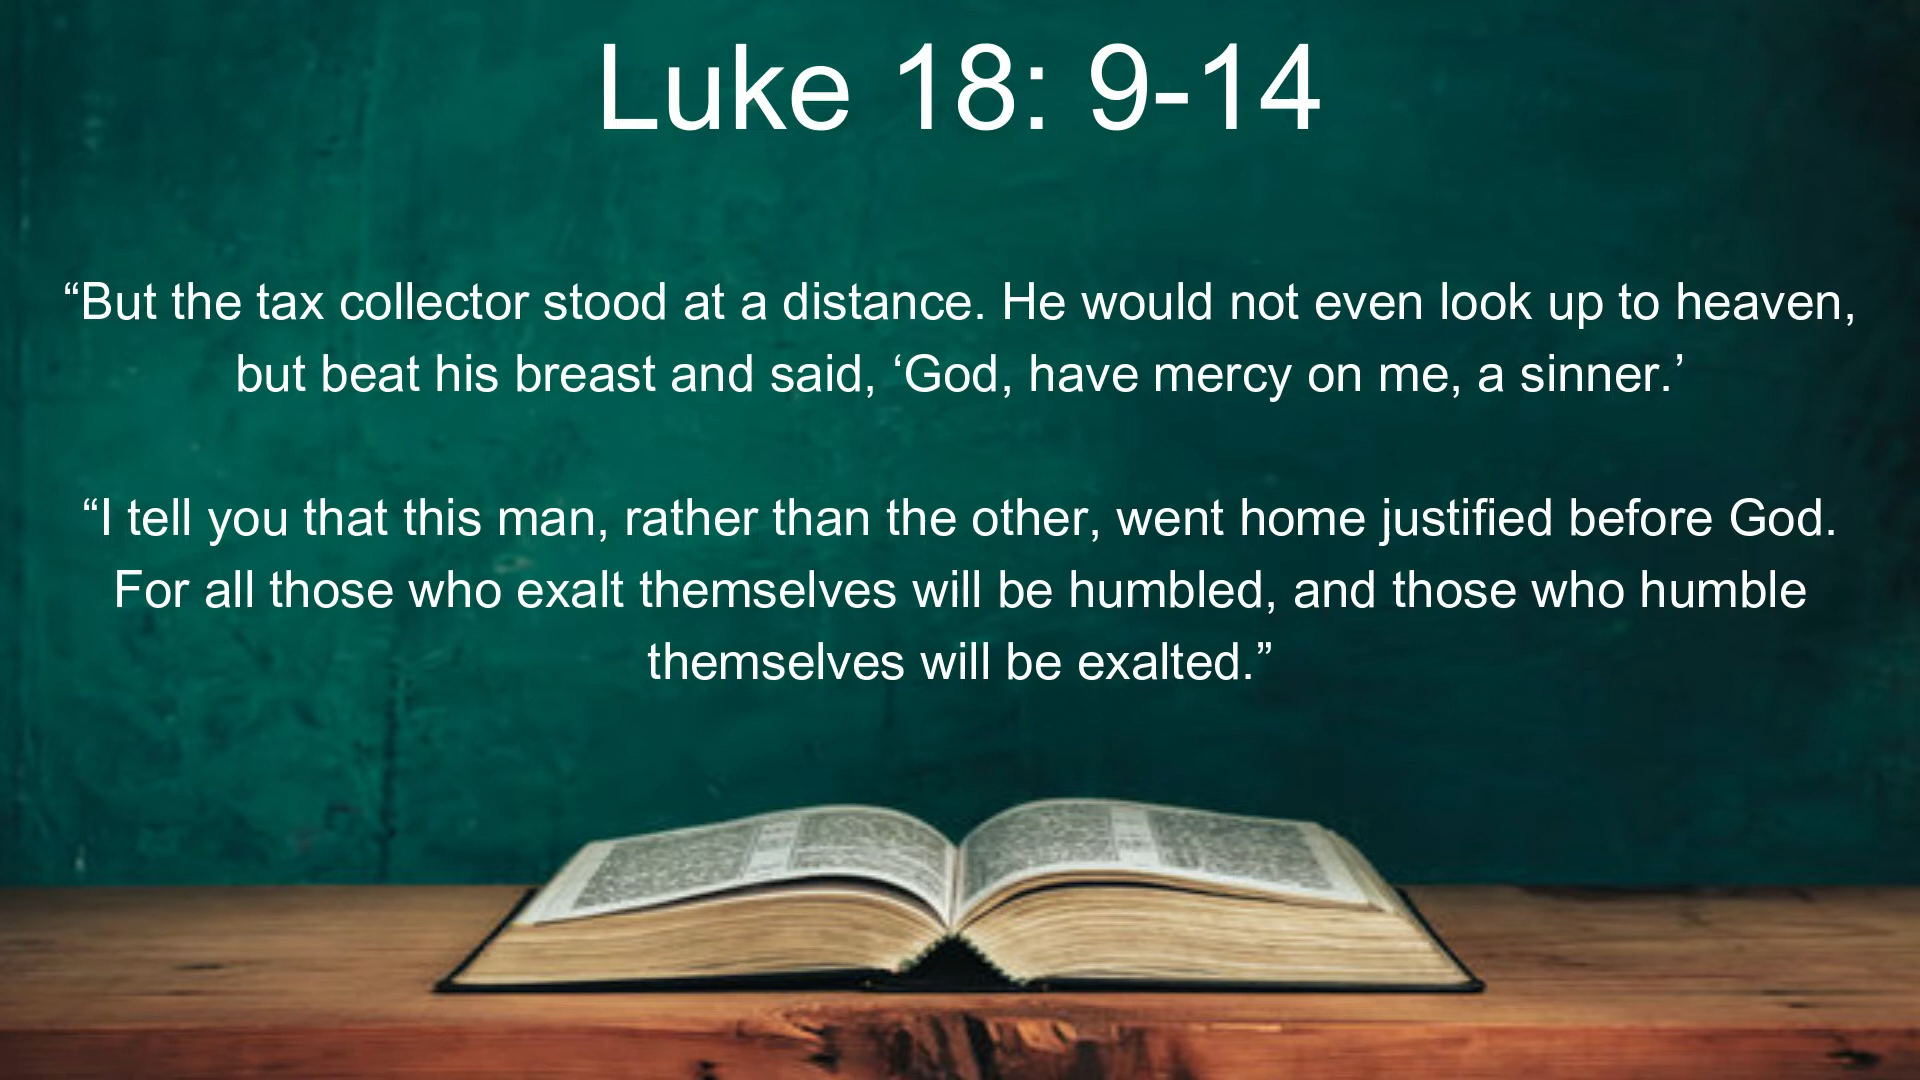 Luke 18: 9-14
“But the tax collector stood at a distance. He would not even look up to heaven,
but beat his breast and said, ‘God, have mercy on me, a sinner.’
“I tell you that this man, rather than the other, went home justified before God.
For all those who exalt themselves will be humbled, and those who humble
themselves will be exalted.”